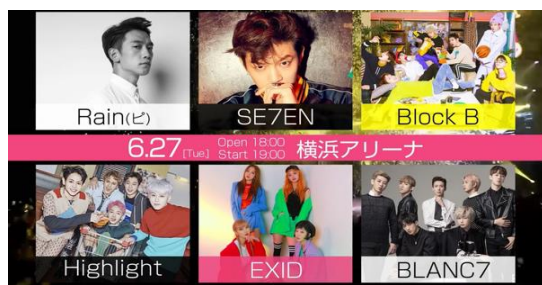 Rain(ピ)
SE7EN
Block B
6.27[Tue] Open 18:00 Start 19:00 横浜アリーナ
Highlight
EXID
BLANC7